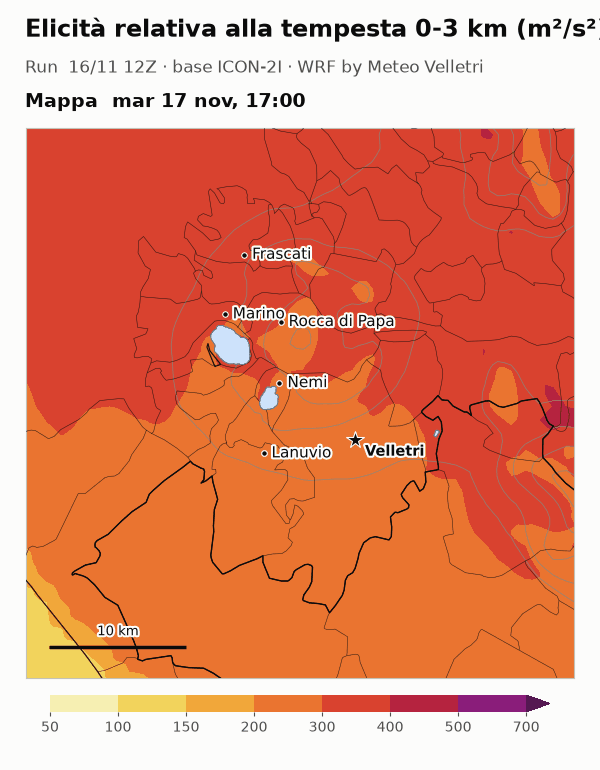 Elicità relativa alla tempesta 0-3 km (m²/s²)
Run  16/11 12Z · base ICON-2I · WRF by Meteo Velletri
Mappa  mar 17 nov, 17:00
Frascati
Marino
Rocca di Papa
Nemi
Lanuvio
Velletri
10 km
50 100 150 200 300 400 500 700